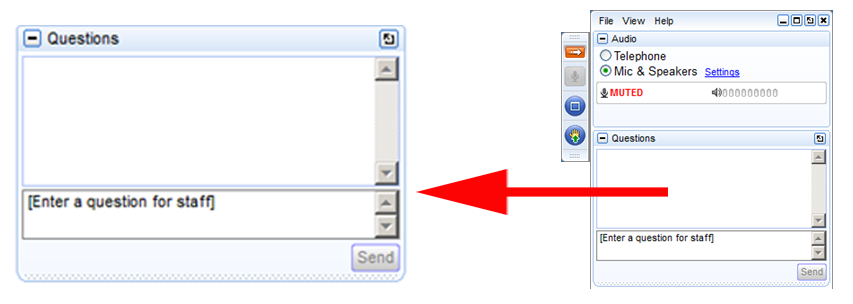 Questions
[Enter a question for staff]
Send
File View Help
Audio
Telephone
Mic & Speakers Settings
MUTED
Questions
[Enter a question for staff]
Send